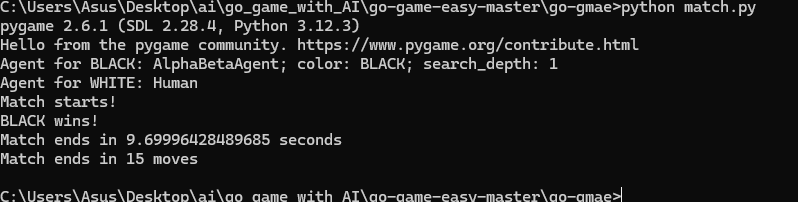 C:\Users\Asus\Desktop\ai\go_game_with_AI\go-game-easy-master\go-gmae>python match.py
pygame 2.6.1 (SDL 2.28.4, Python 3.12.3)
Hello from the pygame community. https://www.pygame.org/contribute.html
Agent for BLACK: AlphaBetaAgent; color: BLACK; search_depth: 1
Agent for WHITE: Human
Match starts!
BLACK wins!
Match ends in 9.69996428489685 seconds
Match ends in 15 moves
C:\Users\Asus\Desktop\ai\go_game_with_AI\go-game-easy-master\go-gmae>